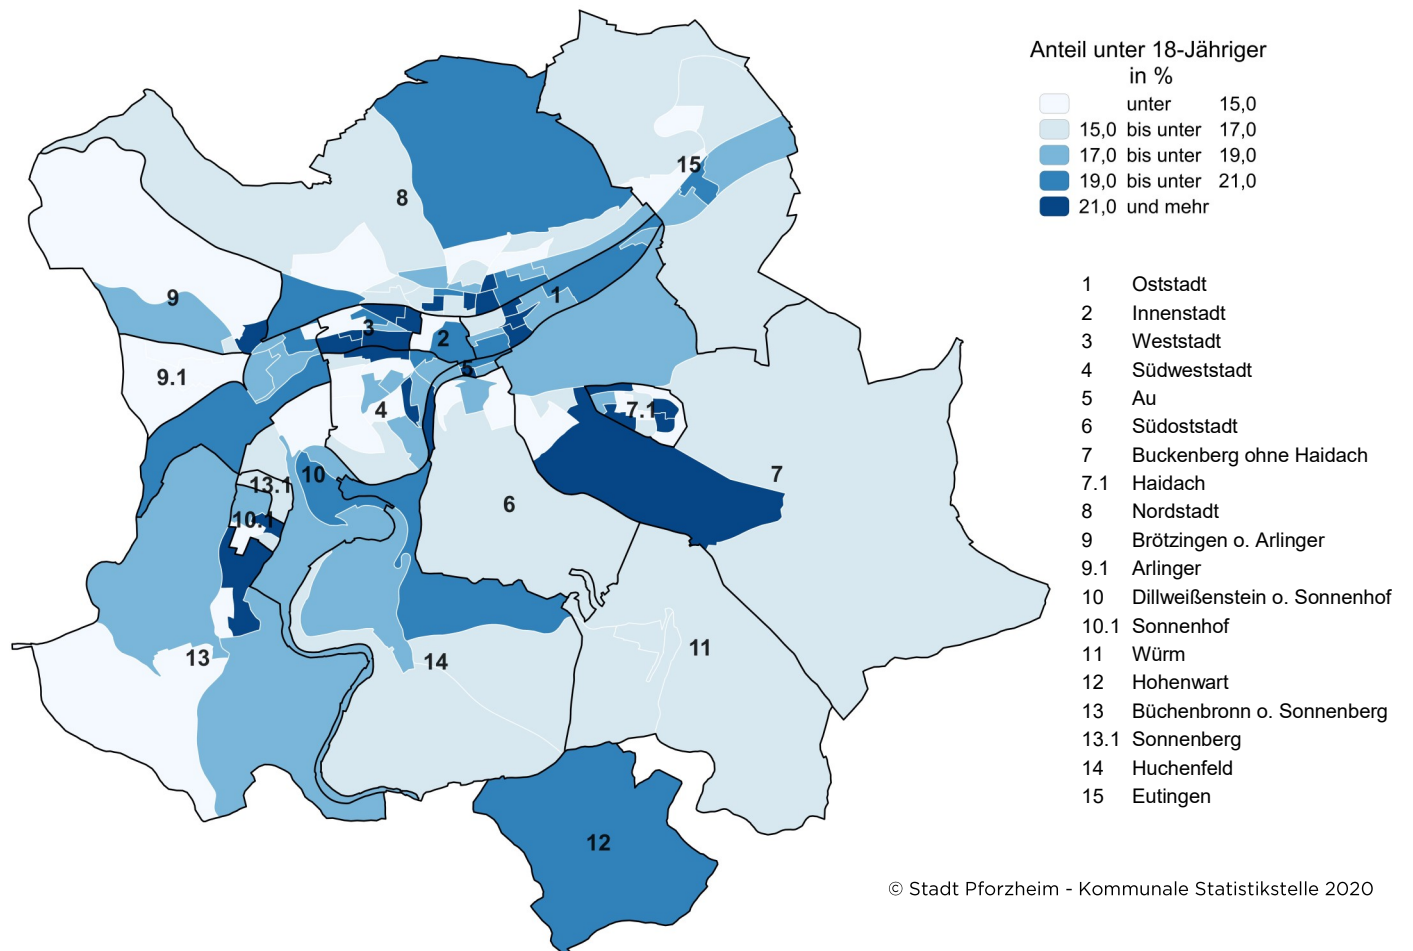 Anteil unter 18-Jähriger
in %
unter 15,0
15,0 bis unter 17,0
17,0 bis unter 19,0
19,0 bis unter 21,0
21,0 und mehr
1 Oststadt
2 Innenstadt
3 Weststadt
4 Südweststadt
5 Au
6 Südoststadt
7 Buckenberg ohne Haidach
7.1 Haidach
8 Nordstadt
9 Brötzingen o. Arlinger
9.1 Arlinger
10 Dillweißenstein o. Sonnenhof
10.1 Sonnenhof
11 Würm
12 Hohenwart
13 Büchenbronn o. Sonnenberg
13.1 Sonnenberg
14 Huchenfeld
15 Eutingen
15
8
9
1
3
2
5
9.1
4
7.1
10
7
13.1
6
10.1
11
13
14
12
© Stadt Pforzheim - Kommunale Statistikstelle 2020